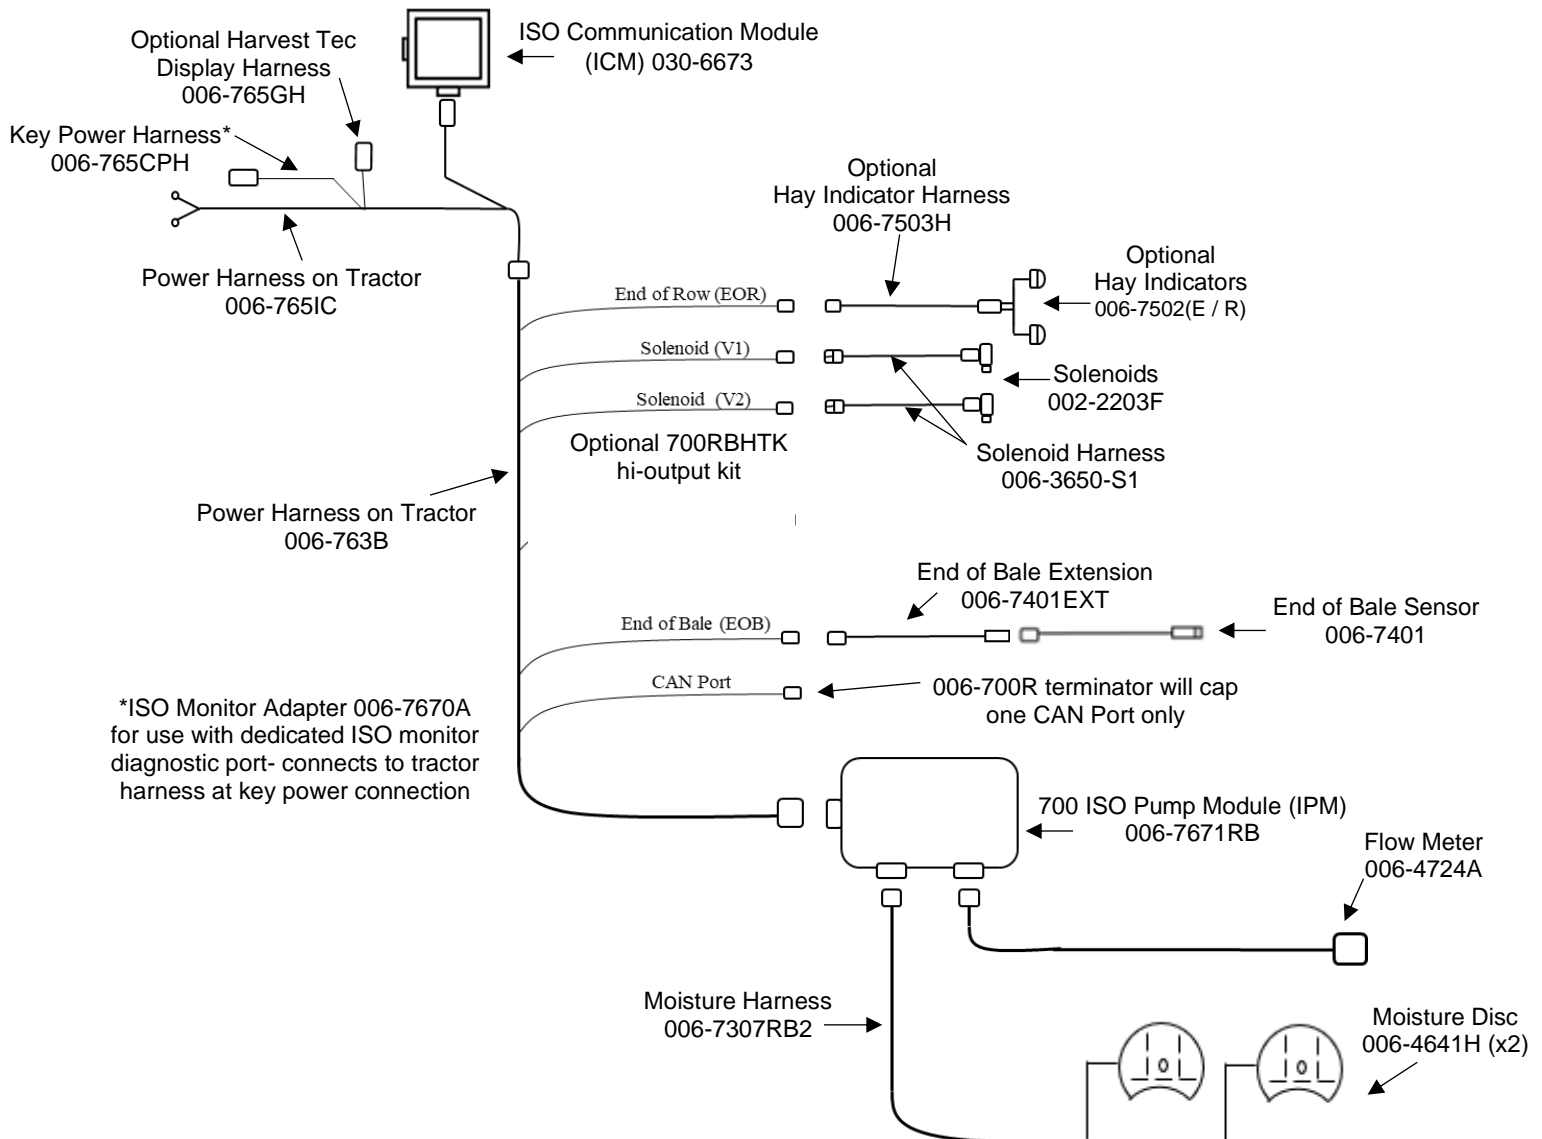 ISO Communication Module
(ICM) 030-6673
Optional Harvest Tec
Display Harness
006-765GH
Key Power Harness*
006-765CPH
Power Harness on Tractor
006-765IC
Optional
Hay Indicator Harness
006-7503H
Optional
Hay Indicators
006-7502(E / R)
End of Row (EOR)
Solenoid (V1)
Solenoid (V2)
Solenoids
002-2203F
Optional 700RBHTK
hi-output kit
Solenoid Harness
006-3650-S1
Power Harness on Tractor
006-763B
End of Bale Extension
006-7401EXT
End of Bale Sensor
006-7401
End of Bale (EOB)
CAN Port
006-700R terminator will cap
one CAN Port only
*ISO Monitor Adapter 006-7670A
for use with dedicated ISO monitor
diagnostic port- connects to tractor
harness at key power connection
700 ISO Pump Module (IPM)
006-7671RB
Flow Meter
006-4724A
Moisture Harness
006-7307RB2
Moisture Disc
006-4641H (x2)